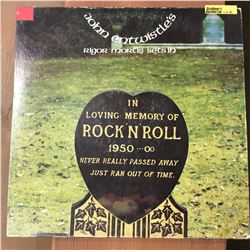 John Entwistle's
Rigor Mortis Sets In
IN
LOVING MEMORY OF
ROCK N' ROLL
1950 - ∞
NEVER REALLY PASSED AWAY
JUST RAN OUT OF TIME.